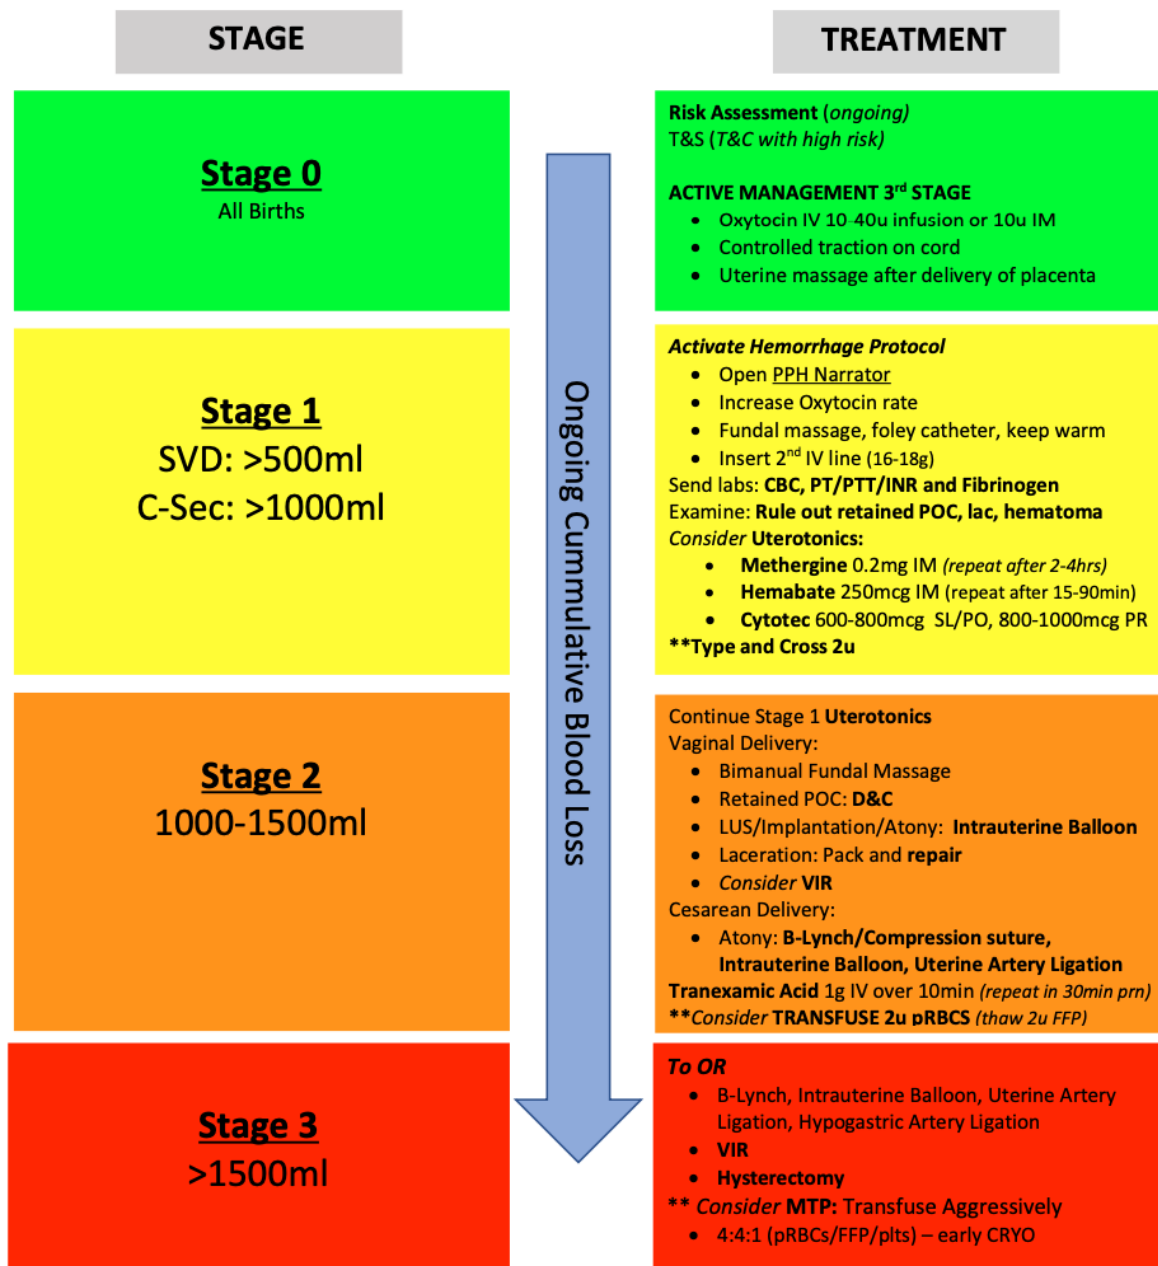 STAGE
TREATMENT
Stage 0
All Births
Risk Assessment (ongoing)
T&S (T&C with high risk)
ACTIVE MANAGEMENT 3rd STAGE
• Oxytocin IV 10-40u infusion or 10u IM
• Controlled traction on cord
• Uterine massage after delivery of placenta
Stage 1
SVD: >500ml
C-Sec: >1000ml
Activate Hemorrhage Protocol
• Open PPH Narrator
• Increase Oxytocin rate
• Fundal massage, foley catheter, keep warm
• Insert 2nd IV line (16-18g)
Send labs: CBC, PT/PTT/INR and Fibrinogen
Examine: Rule out retained POC, lac, hematoma
Consider Uterotonics:
• Methergine 0.2mg IM (repeat after 2-4hrs)
• Hemabate 250mcg IM (repeat after 15-90min)
• Cytotec 600-800mcg SL/PO, 800-1000mcg PR
**Type and Cross 2u
Ongoing Cummulative Blood Loss
Stage 2
1000-1500ml
Continue Stage 1 Uterotonics
Vaginal Delivery:
• Bimanual Fundal Massage
• Retained POC: D&C
• LUS/Implantation/Atony: Intrauterine Balloon
• Laceration: Pack and repair
• Consider VIR
Cesarean Delivery:
• Atony: B-Lynch/Compression suture,
Intrauterine Balloon, Uterine Artery Ligation
Tranexamic Acid 1g IV over 10min (repeat in 30min prn)
**Consider TRANSFUSE 2u pRBCS (thaw 2u FFP)
Stage 3
>1500ml
To OR
• B-Lynch, Intrauterine Balloon, Uterine Artery
Ligation, Hypogastric Artery Ligation
• VIR
• Hysterectomy
** Consider MTP: Transfuse Aggressively
• 4:4:1 (pRBCs/FFP/plts) – early CRYO